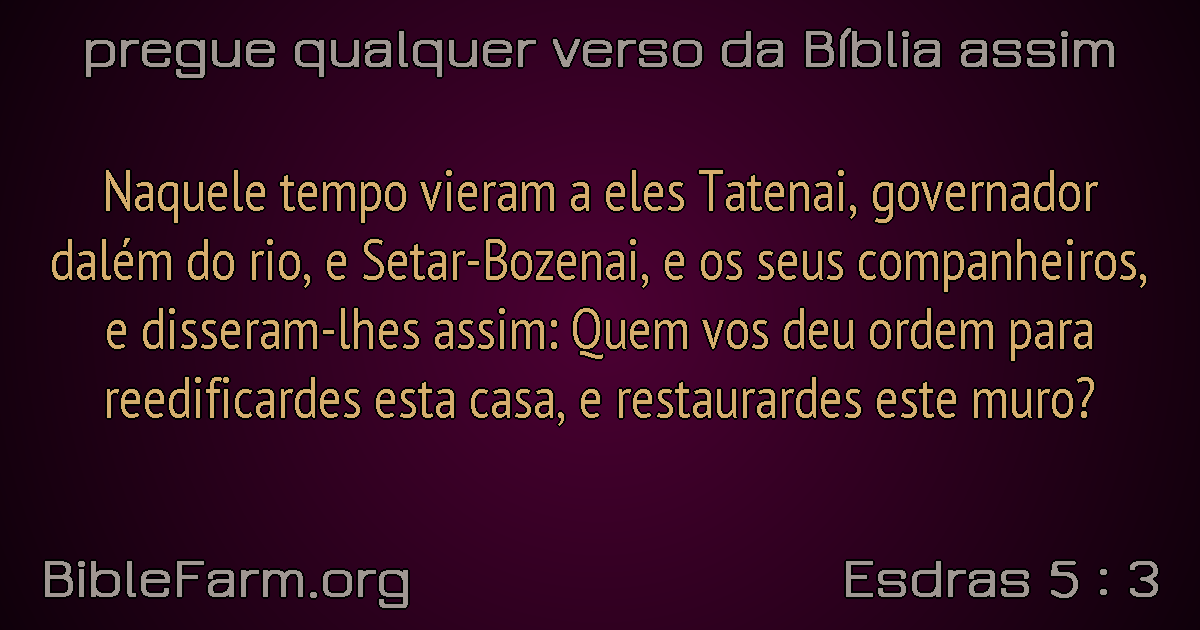 pregue qualquer verso da Bíblia assim
Naquele tempo vieram a eles Tatenai, governador
dalém do rio, e Setar-Bozenai, e os seus companheiros,
e disseram-lhes assim: Quem vos deu ordem para
reedificardes esta casa, e restaurardes este muro?
BibleFarm.org
Esdras 5 : 3